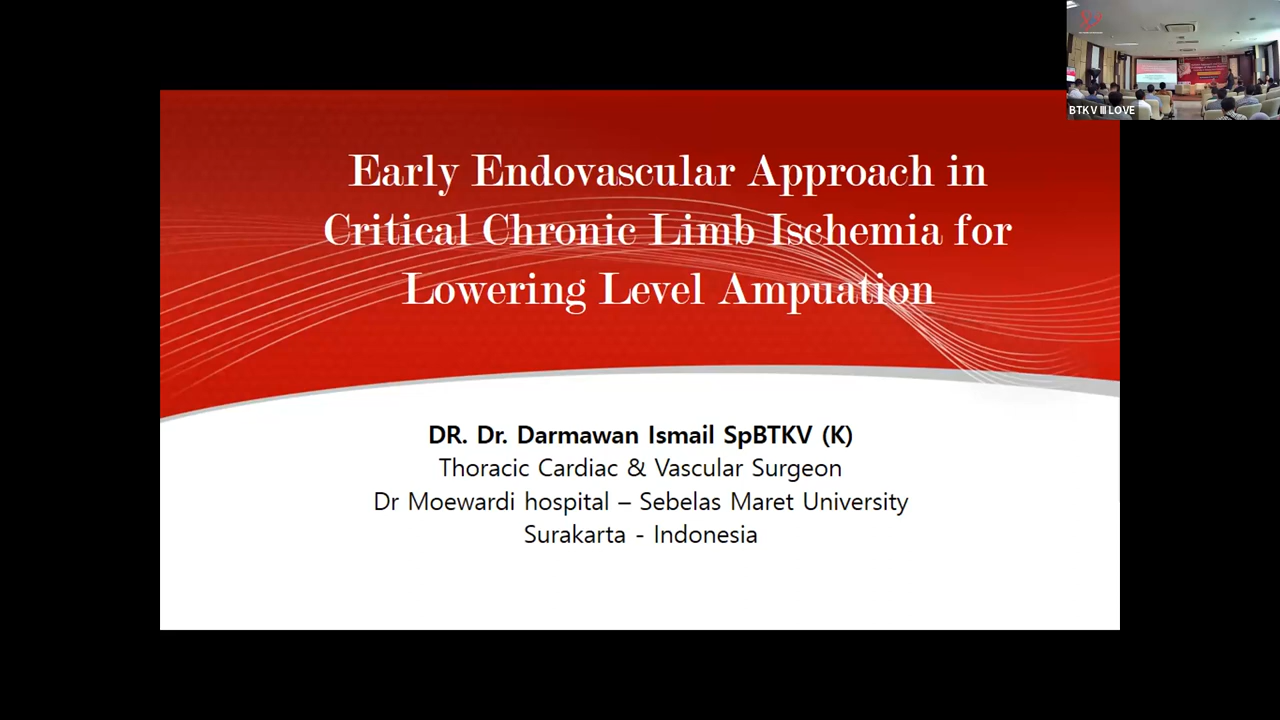 BTKV III LOVE
Early Endovascular Approach in
Critical Chronic Limb Ischemia for
Lowering Level Ampuation
DR. Dr. Darmawan Ismail SpBTKV (K)
Thoracic Cardiac & Vascular Surgeon
Dr Moewardi hospital – Sebelas Maret University
Surakarta - Indonesia